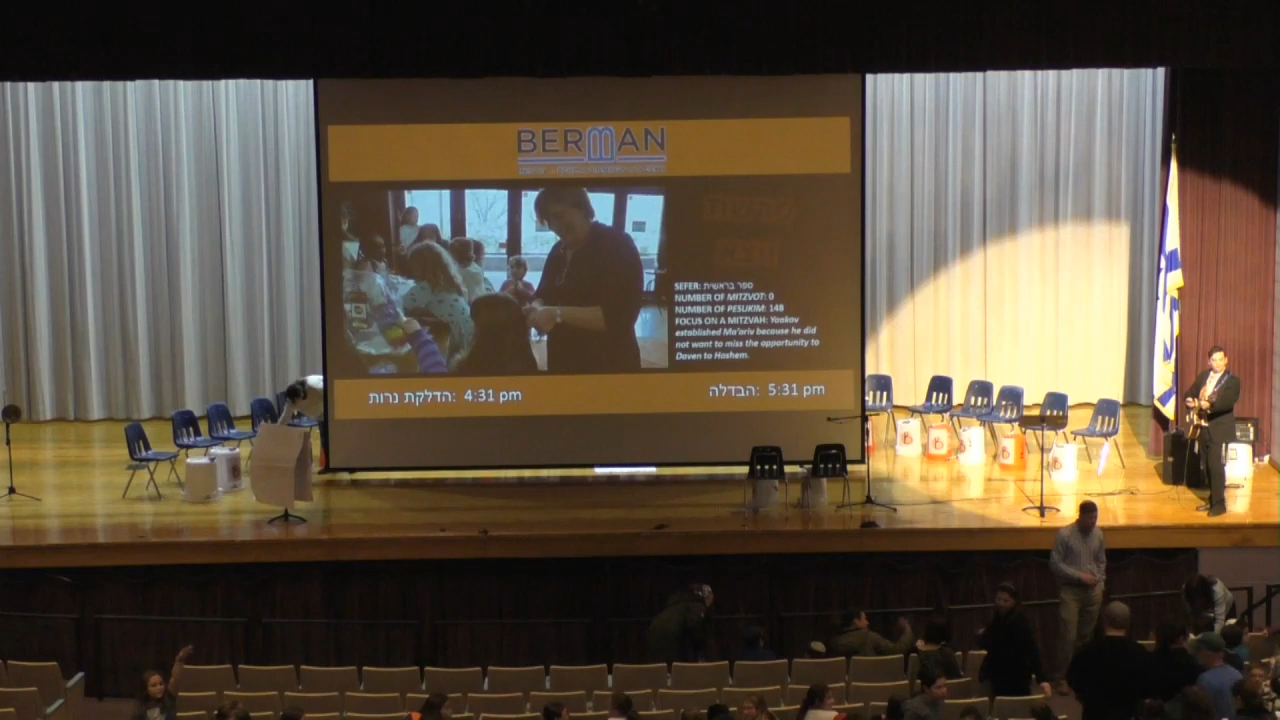 BERMAN
SEFER: ספר בראשית
NUMBER OF MITZVOT: 0
NUMBER OF PESUKIM: 148
FOCUS ON A MITZVAH: Yaakov
established Ma'ariv because he did
not want to miss the opportunity to
Daven to Hashem.
הדלקת נרות: 4:31 pm
הבדלה: 5:31 pm